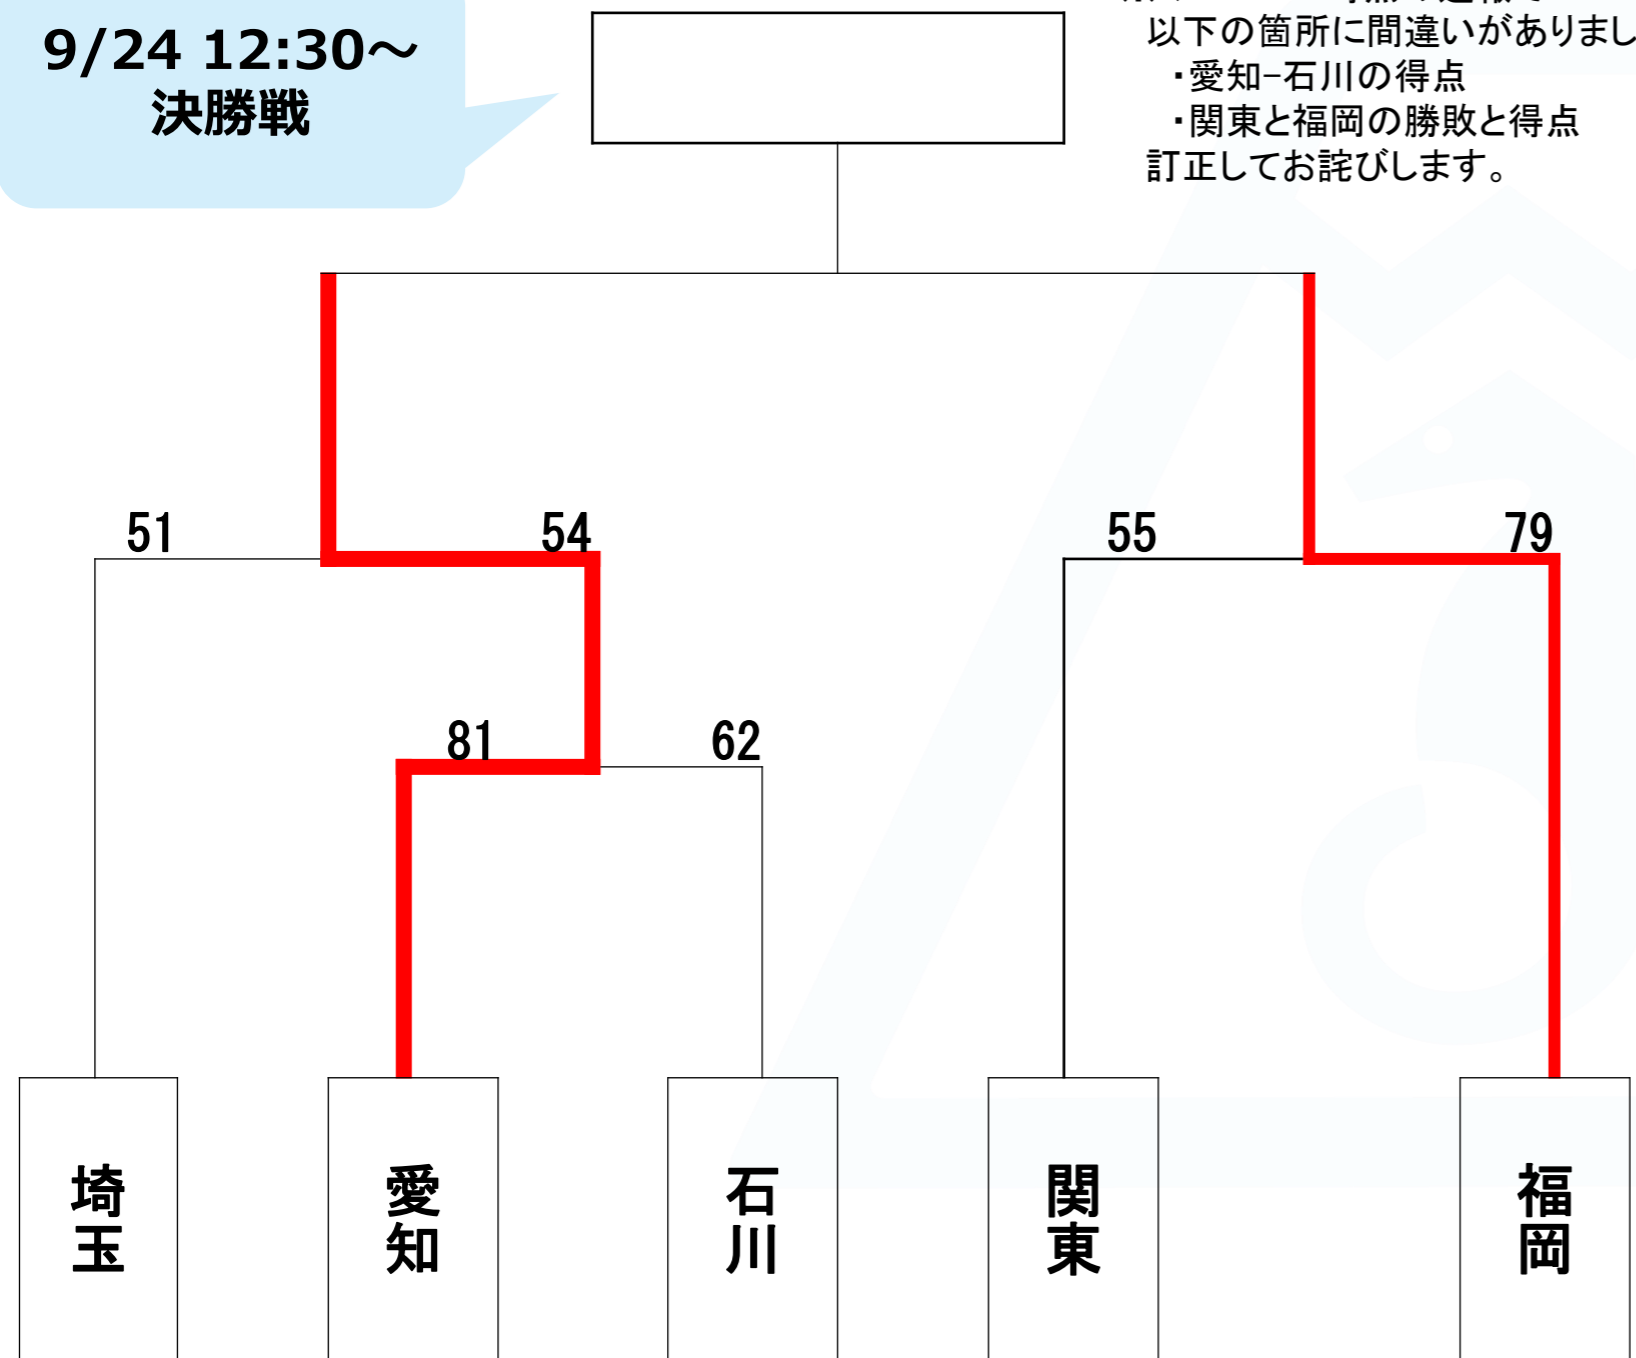 9/24 12:30～
決勝戦
以下の箇所に間違いがありまし
・愛知-石川の得点
・関東と福岡の勝敗と得点
訂正してお詫びします。
51
54
55
79
81
62
埼玉
愛知
石川
関東
福岡